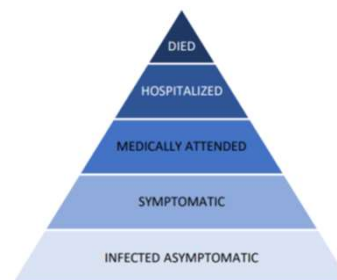 DIED
HOSPITALIZED
MEDICALLY ATTENDED
SYMPTOMATIC
INFECTED ASYMPTOMATIC